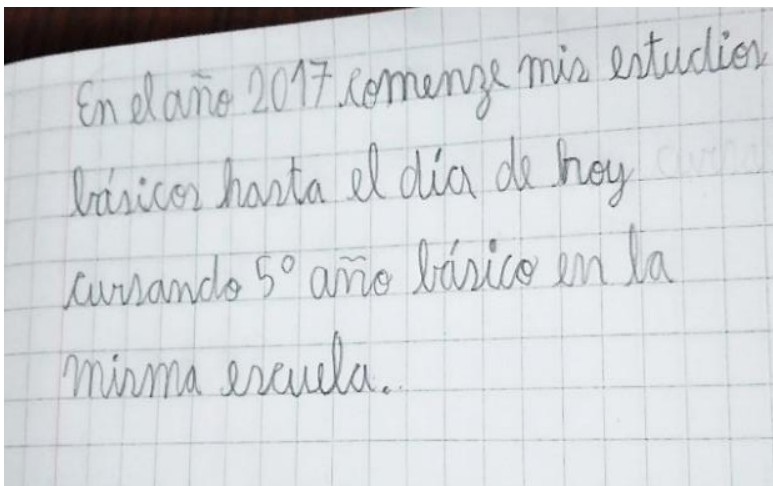 En el año 2017 comenze mis estudios
básicos hasta el día de hoy
cursando 5º año básico en la
misma escuela.